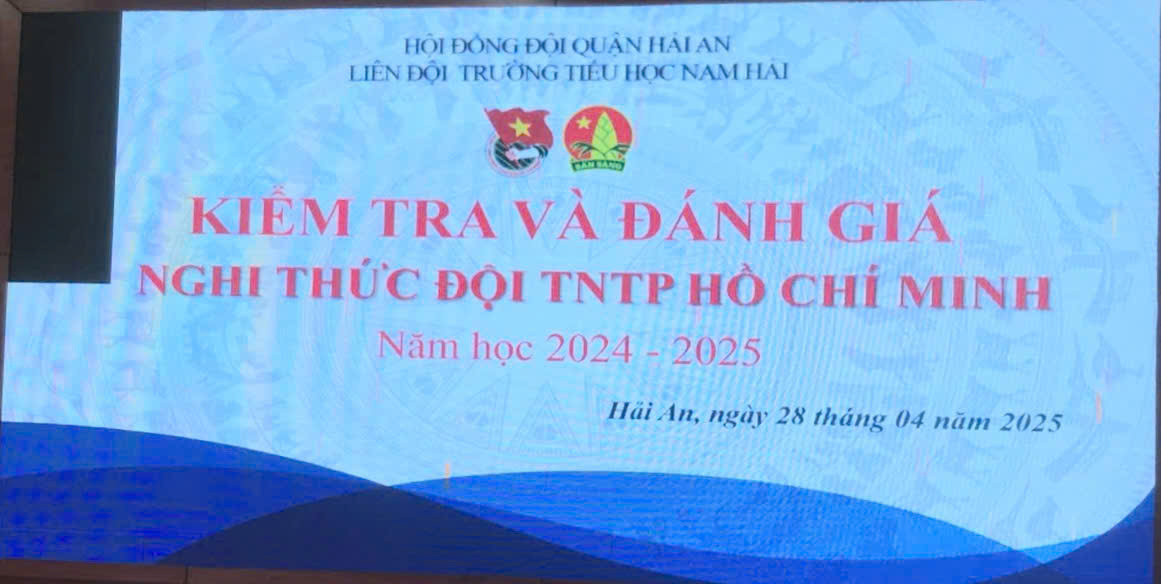 HỘI ĐỒNG ĐỘI QUẬN HẢI AN
LIÊN ĐỘI TRƯỜNG TIỂU HỌC NAM HẢI
SẴN SÀNG
KIỂM TRA VÀ ĐÁNH GIÁ
NGHI THỨC ĐỘI TNTP HỒ CHÍ MINH
Năm học 2024 - 2025
Hải An, ngày 28 tháng 04 năm 2025